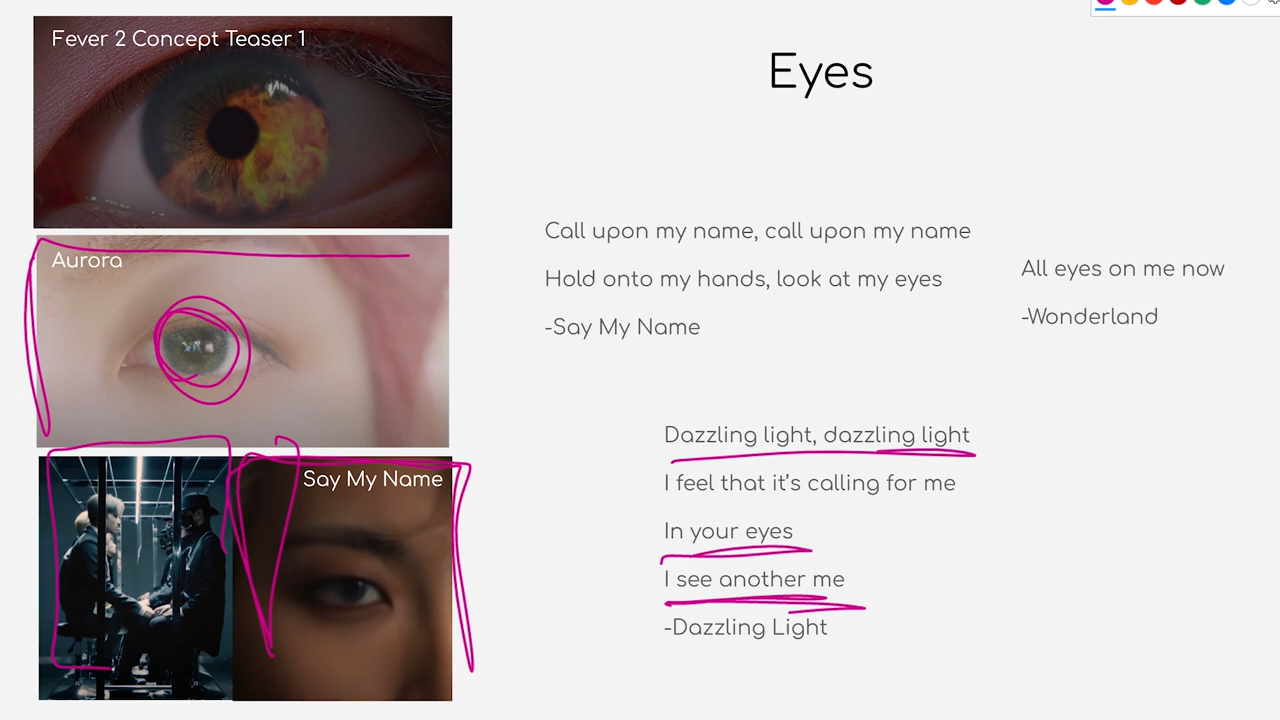 Fever 2 Concept Teaser 1
Eyes
Aurora
Say My Name
Call upon my name, call upon my name
Hold onto my hands, look at my eyes
-Say My Name
All eyes on me now
-Wonderland
Dazzling light, dazzling light
I feel that it’s calling for me
In your eyes
I see another me
-Dazzling Light